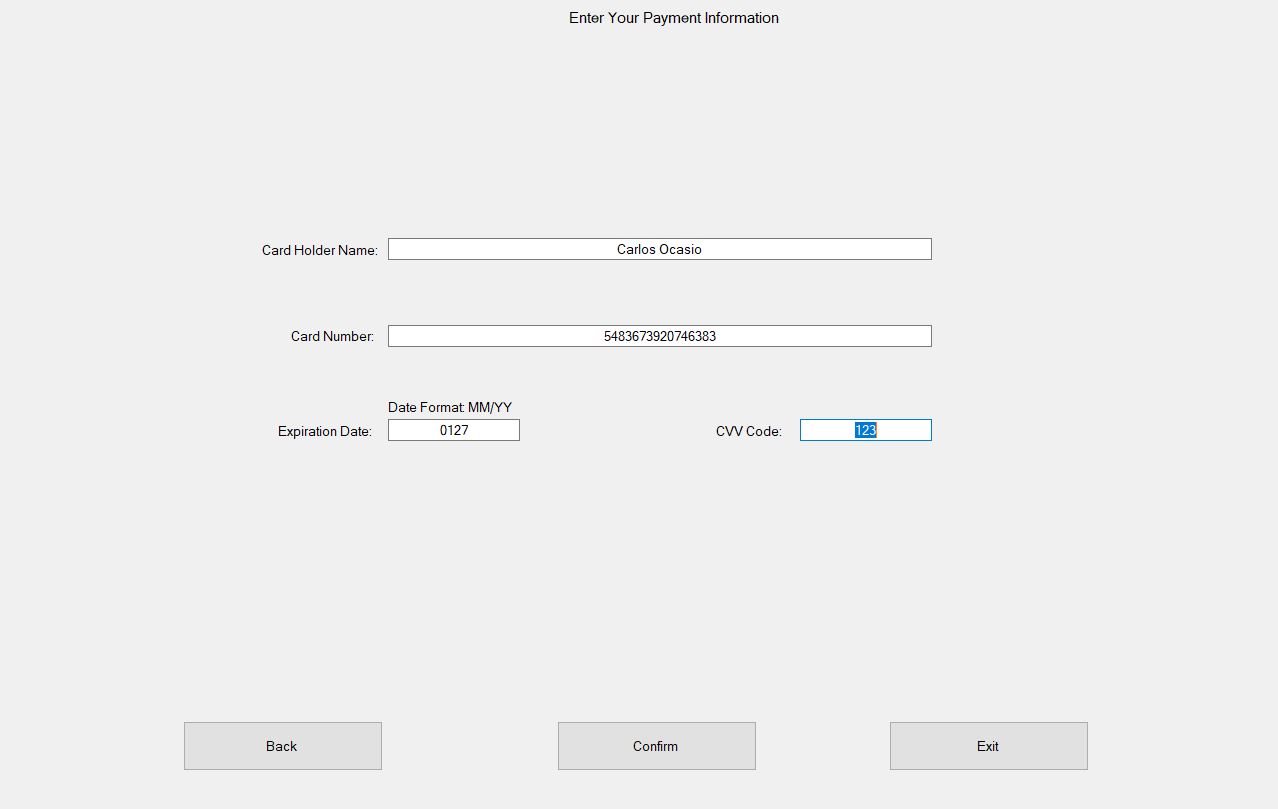 Enter Your Payment Information
Card Holder Name: Carlos Ocasio
Card Number: 5483673920746383
Date Format: MM/YY
Expiration Date: 0127 CVV Code: 123
Back Confirm Exit